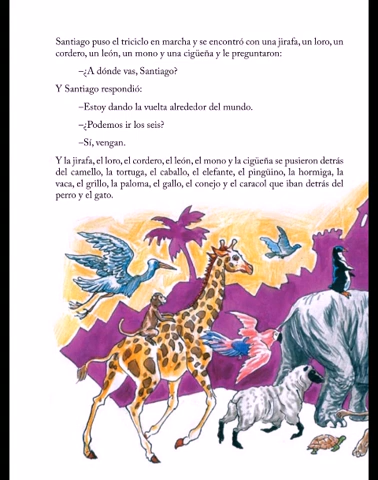 Santiago puso el triciclo en marcha y se encontró con una jirafa, un loro, un
cordero, un león, un mono y una cigüeña y le preguntaron:
–¿A dónde vas, Santiago?
Y Santiago respondió:
–Estoy dando la vuelta alrededor del mundo.
–¿Podemos ir los seis?
–Sí, vengan.
Y la jirafa, el loro, el cordero, el león, el mono y la cigüeña se pusieron detrás
del camello, la tortuga, el caballo, el elefante, el pingüino, la hormiga, la
vaca, el grillo, la paloma, el gallo, el conejo y el caracol que iban detrás del
perro y el gato.